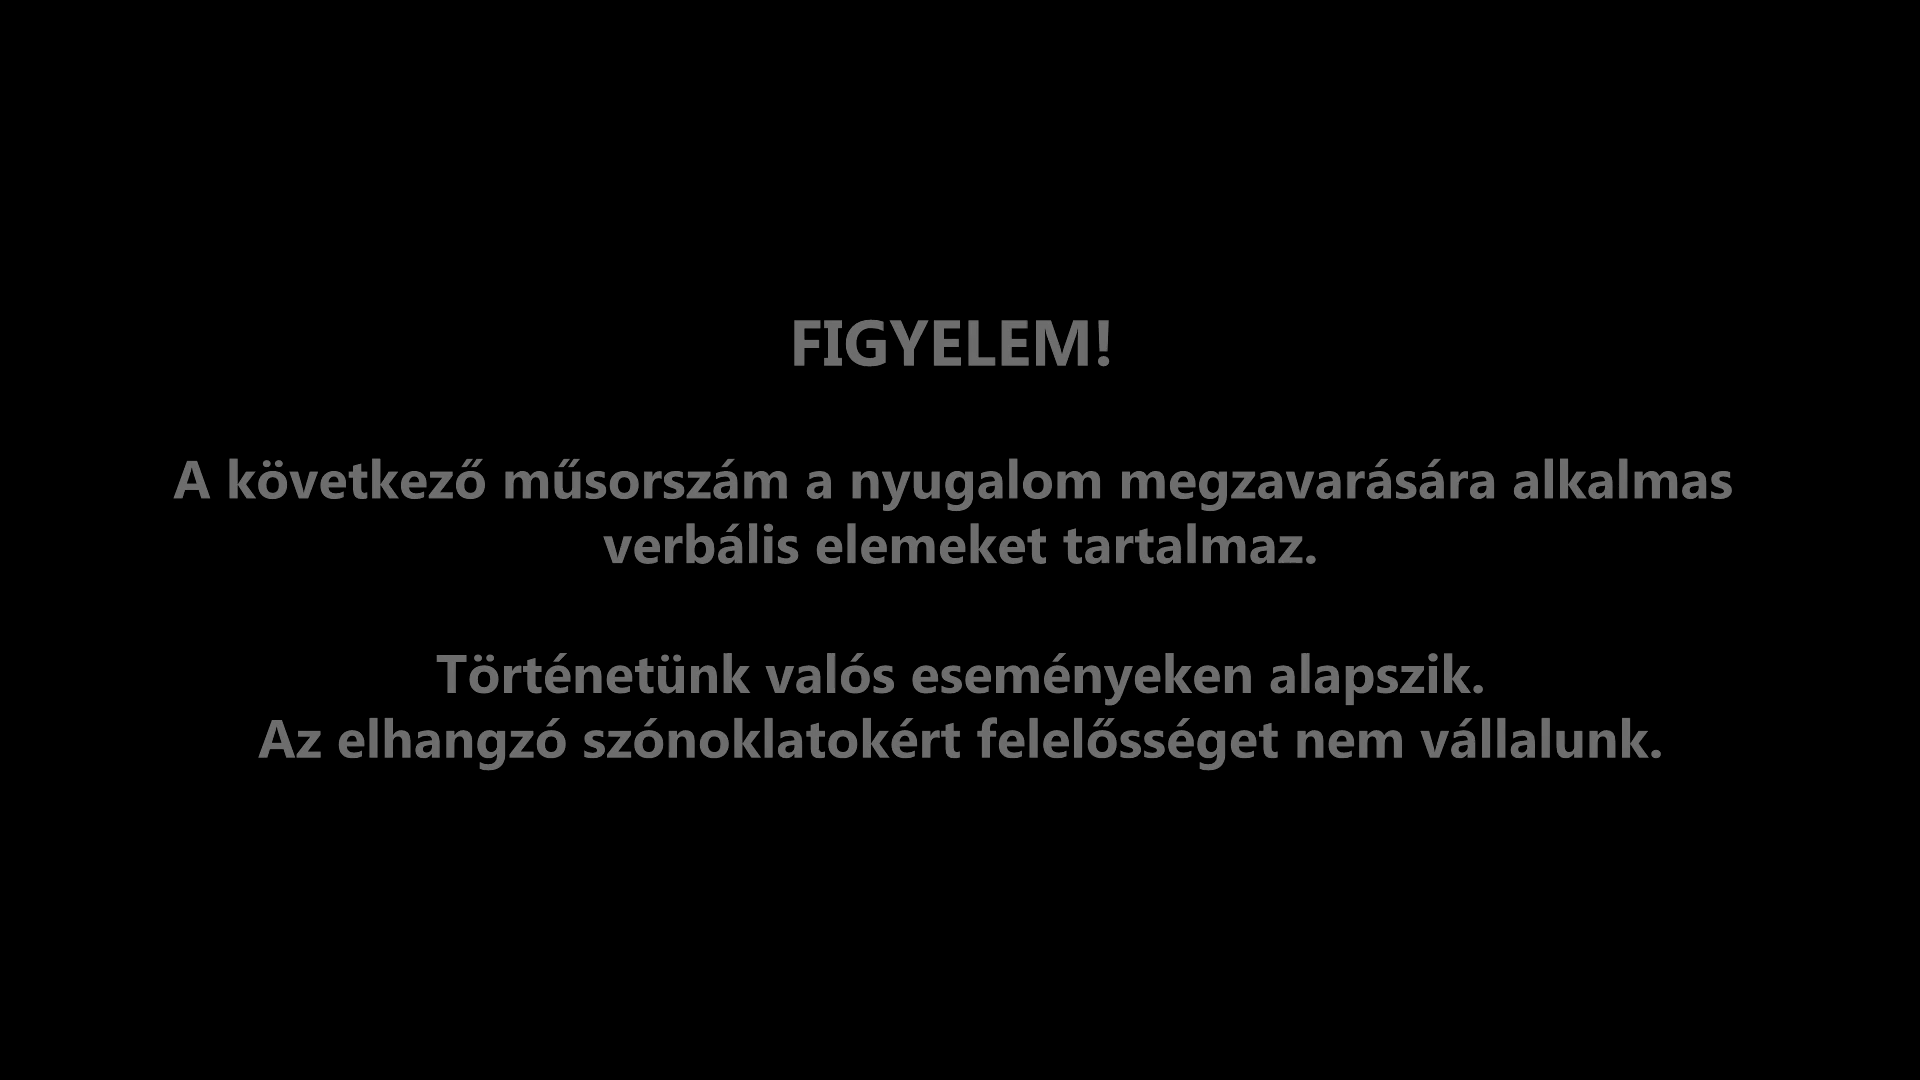 FIGYELEM!
A következő műsorszám a nyugalom megzavarására alkalmas
verbális elemeket tartalmaz.
Történetünk valós eseményeken alapszik.
Az elhangzó szónoklatokért felelősséget nem vállalunk.